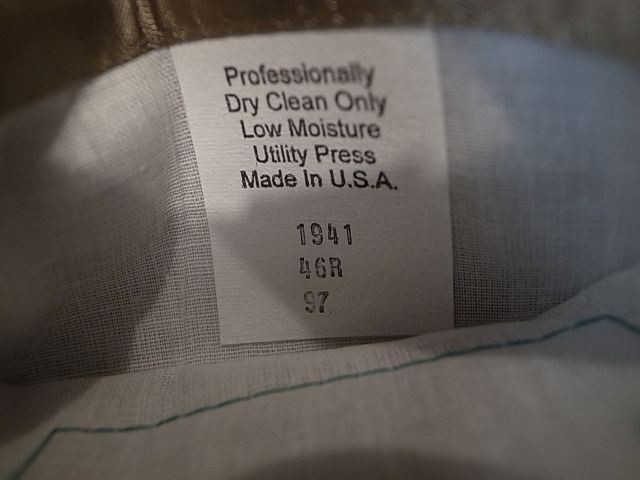 Professionally
Dry Clean Only
Low Moisture
Utility Press
Made In U.S.A.
1941
46R
97